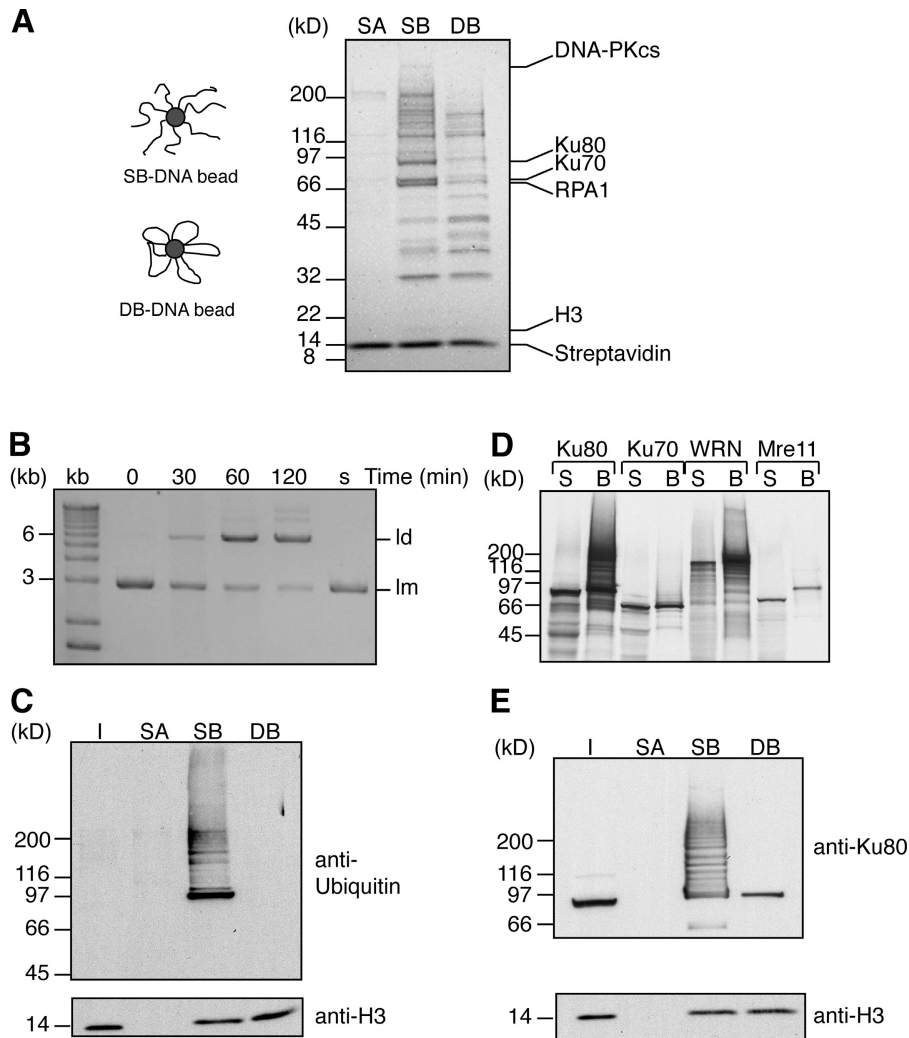 A
(kD) SA SB DB
DNA-PKcs
200
116
97
66
45
32
22
14
8
Ku80
Ku70
RPA1
H3
Streptavidin
SB-DNA bead
DB-DNA bead
B
(kb) kb 0 30 60 120 s Time (min)
6
3
Id
Im
C
(kD) I SA SB DB
200
116
97
66
45
anti-
Ubiquitin
14
anti-H3
D
Ku80 Ku70 WRN Mre11
(kD) S B S B S B S B
200
116
97
66
45
E
(kD) I SA SB DB
200
116
97
66
anti-Ku80
14
anti-H3